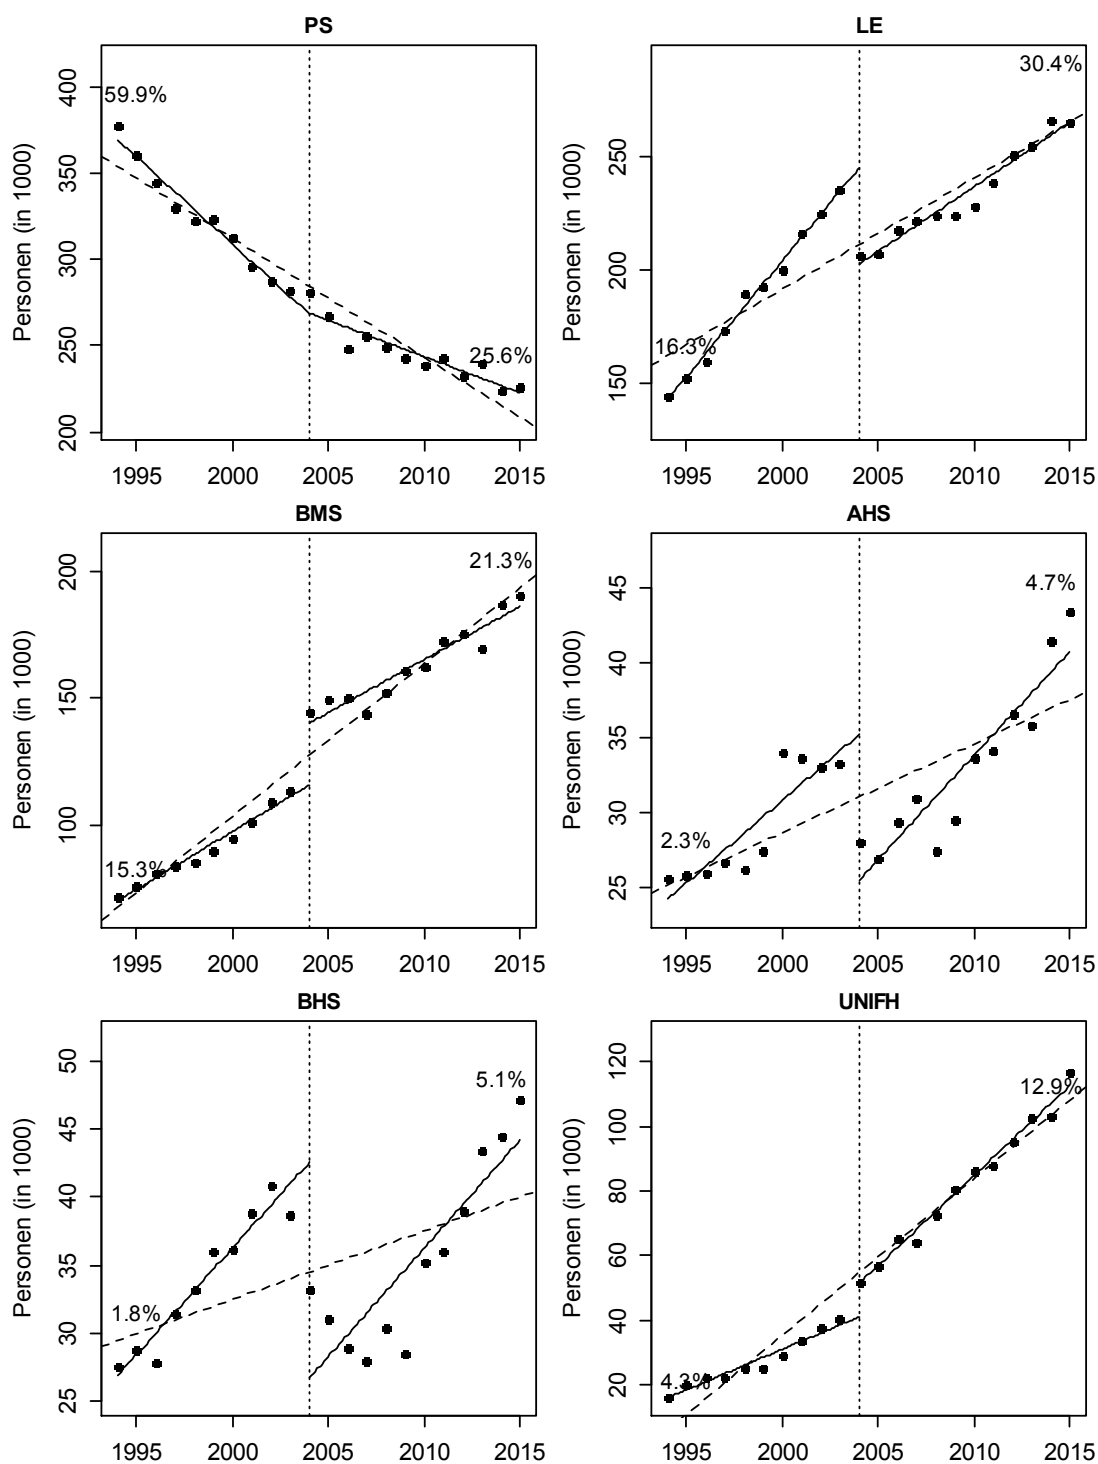 PS
59.9%
25.6%
Personen (in 1000)
400
350
300
250
200
1995 2000 2005 2010 2015
LE
30.4%
16.3%
Personen (in 1000)
250
200
150
1995 2000 2005 2010 2015
BMS
21.3%
15.3%
Personen (in 1000)
200
150
100
1995 2000 2005 2010 2015
AHS
4.7%
2.3%
Personen (in 1000)
45
40
35
30
25
1995 2000 2005 2010 2015
BHS
5.1%
1.8%
Personen (in 1000)
50
45
40
35
30
25
1995 2000 2005 2010 2015
UNIFH
12.9%
4.3%
Personen (in 1000)
120
100
80
60
40
20
1995 2000 2005 2010 2015